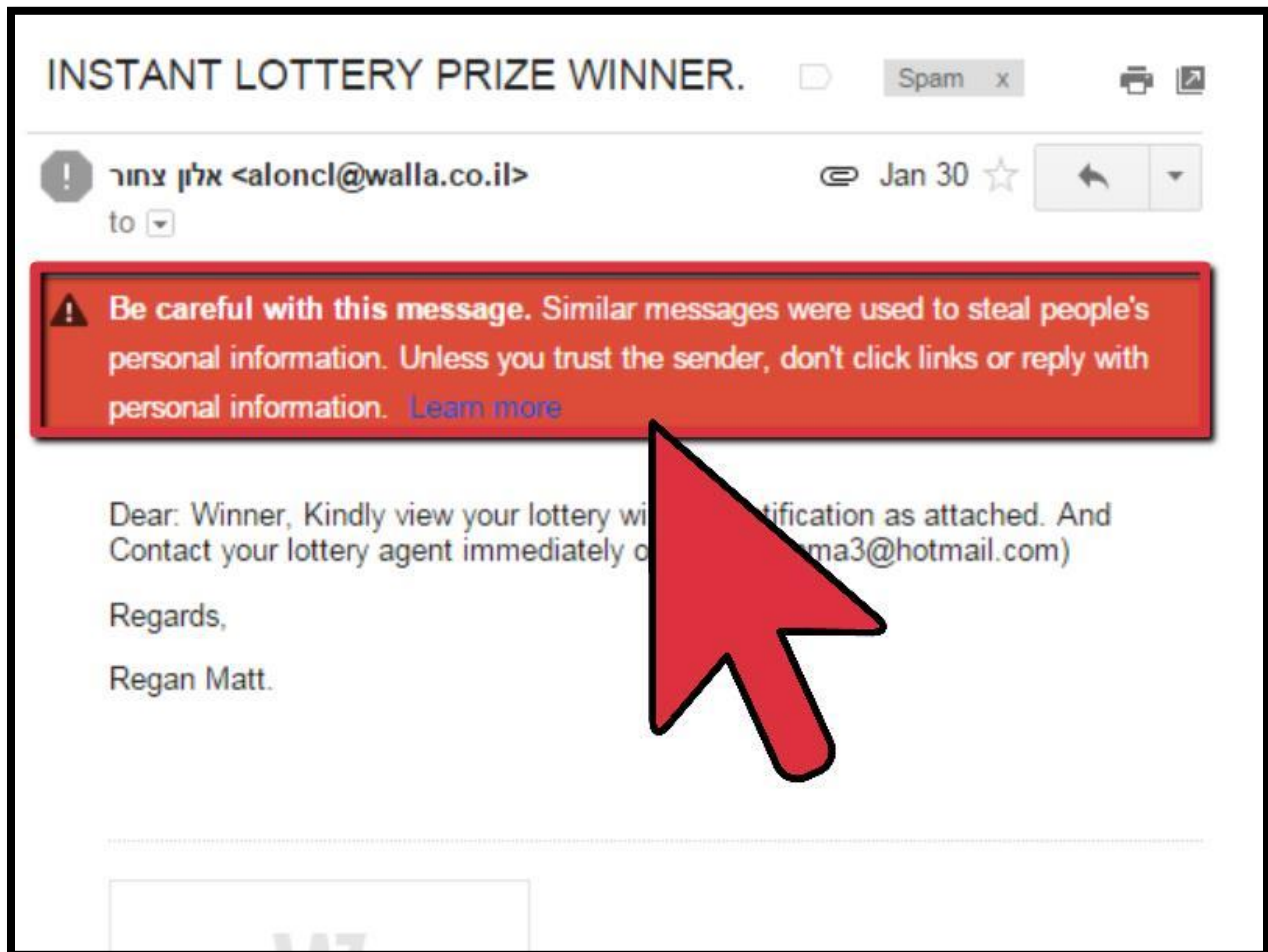 INSTANT LOTTERY PRIZE WINNER.
Spam x
אלון צחור <aloncl@walla.co.il>
Jan 30
to
Be careful with this message. Similar messages were used to steal people's
personal information. Unless you trust the sender, don't click links or reply with
personal information. Learn more
Dear: Winner, Kindly view your lottery as attached. And
Contact your lottery agent immediately
Regards,
Regan Matt.